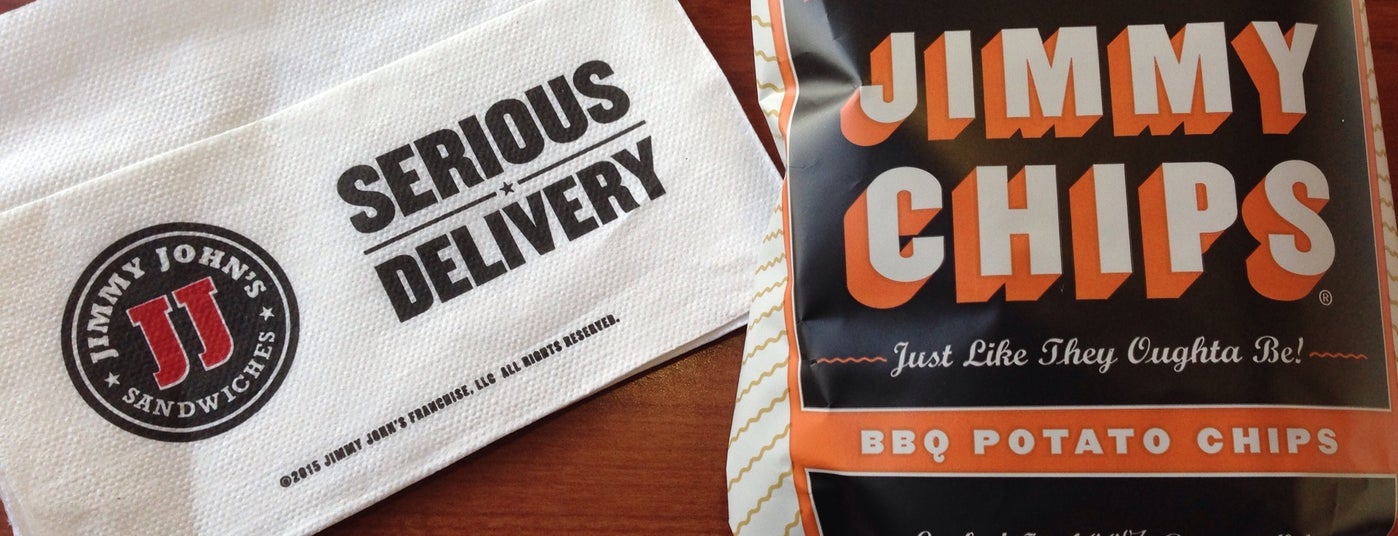 JIMMY JOHN'S
JJ
★ SANDWICHES ★
SERIOUS
★
DELIVERY
©2015 JIMMY JOHN'S FRANCHISE, LLC ALL RIGHTS RESERVED.
JIMMY
CHIPS®
Just Like They Oughta Be!
BBQ POTATO CHIPS